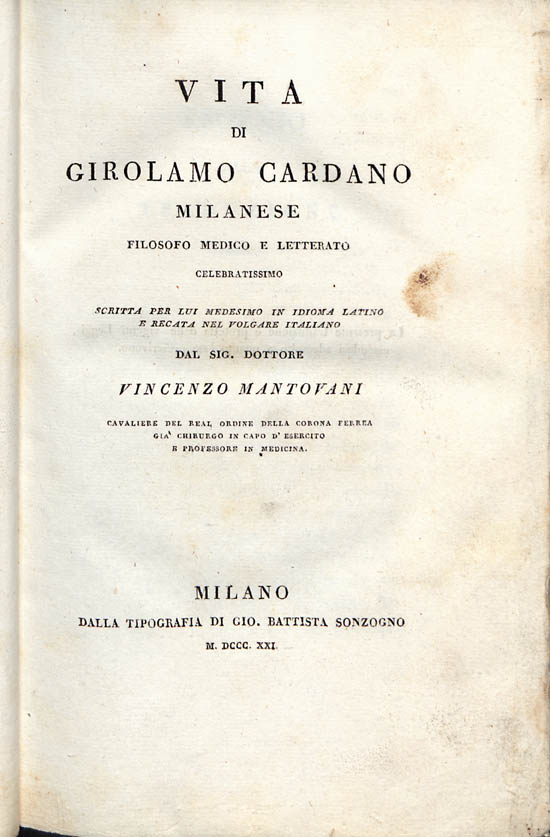 VITA
DI
GIROLAMO CARDANO
MILANESE
FILOSOFO MEDICO E LETTERATO
CELEBRATISSIMO
SCRITTA PER LUI MEDESIMO IN IDIOMA LATINO
E RECATA NEL VOLGARE ITALIANO
DAL SIG. DOTTORE
VINCENZO MANTOVANI
CAVALIERE DEL REAL ORDINE DELLA CORONA FERREA
GIA' CHIRURGO IN CAPO D' ESERCITO
E PROFESSORE IN MEDICINA.
MILANO
DALLA TIPOGRAFIA DI GIO. BATTISTA SONZOGNO
M. DCCC. XXI.